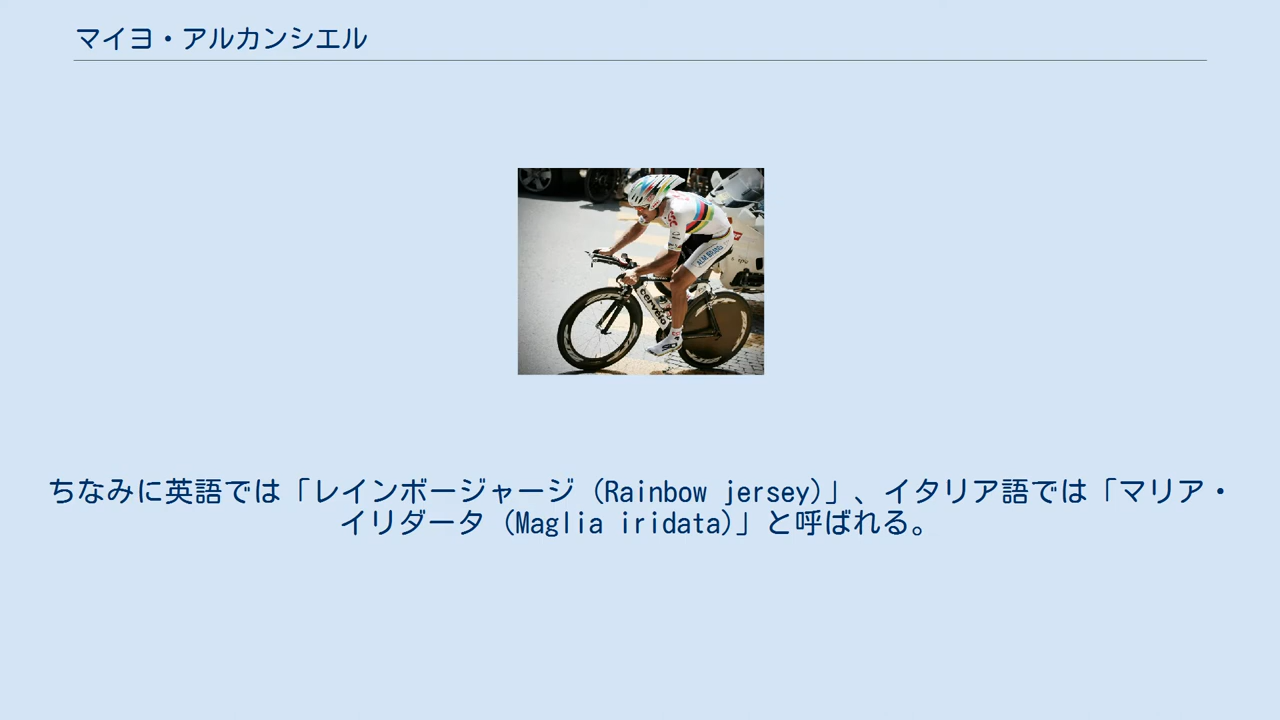 マイヨ・アルカンシエル
cervélo
ちなみに英語では「レインボージャージ（Rainbow jersey)」、イタリア語では「マリア・
イリダータ（Maglia iridata)」と呼ばれる。